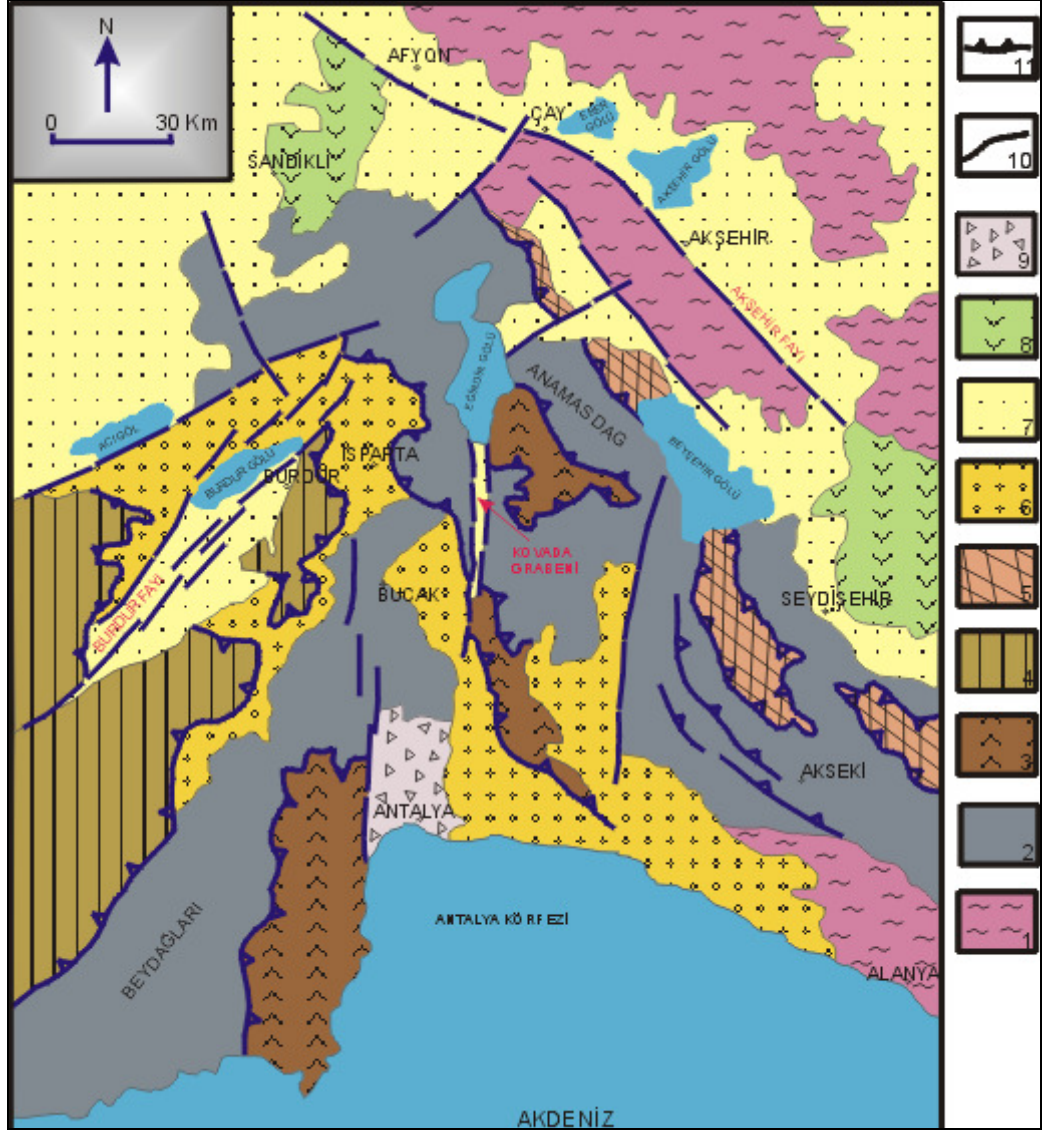 N
0 30 Km
AFYON
ÇAY
EBER
GÖLÜ
AKŞEHİR GÖLÜ
SANDIKLI
AKŞEHİR
AKŞEHİR FAYI
EĞİRDİR GÖLÜ
ANAMAS DAG
ACIGÖL
BURDUR GÖLÜ
BURDUR
ISPARTA
BEYŞEHİR GÖLÜ
KOVADA
GRABENİ
BURDUR FAYI
BUCAK
SEYDİŞEHİR
AKSEKİ
ANTALYA
BEYDAĞLARI
ANTALYA KÖRFEZİ
ALANYA
AKDENİZ
11
10
9
8
7
6
5
4
3
2
1